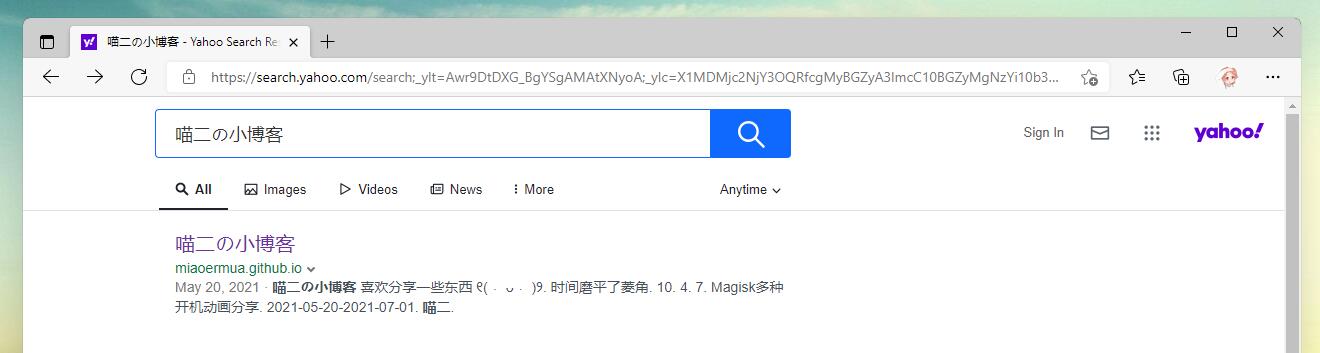 喵二の小博客 - Yahoo Search Re
https://search.yahoo.com/search;_ylt=Awr9DtDXG_BgYSgAMAtXNyoA;_ylc=X1MDMjc2NjY3OQRfcgMyBGZyA3lmcC10BGZyMgNzYi10b3...
喵二の小博客
Sign In
yahoo!
All Images Videos News More Anytime
喵二の小博客
miaoermua.github.io
May 20, 2021 · 喵二の小博客 喜欢分享一些东西 ୧( . ᴗ . )୨. 时间磨平了菱角. 10. 4. 7. Magisk多种
开机动画分享. 2021-05-20-2021-07-01. 喵二.